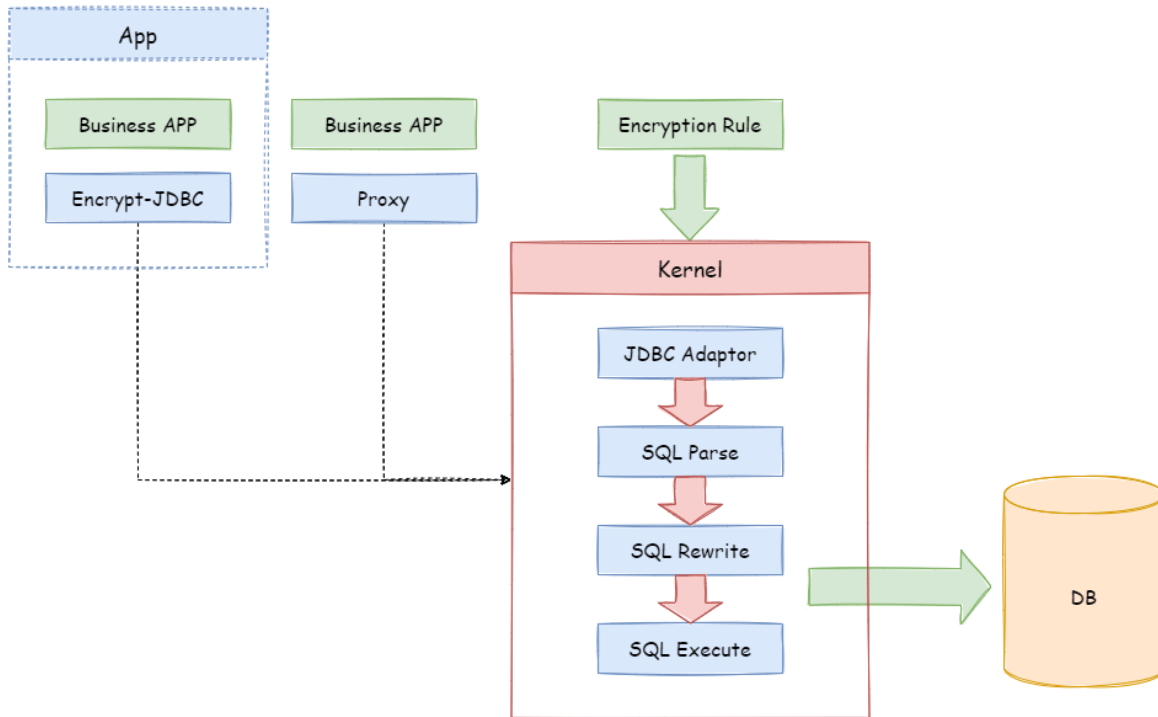 App
Business APP
Business APP
Encryption Rule
Encrypt-JDBC
Proxy
Kernel
JDBC Adaptor
SQL Parse
SQL Rewrite
DB
SQL Execute